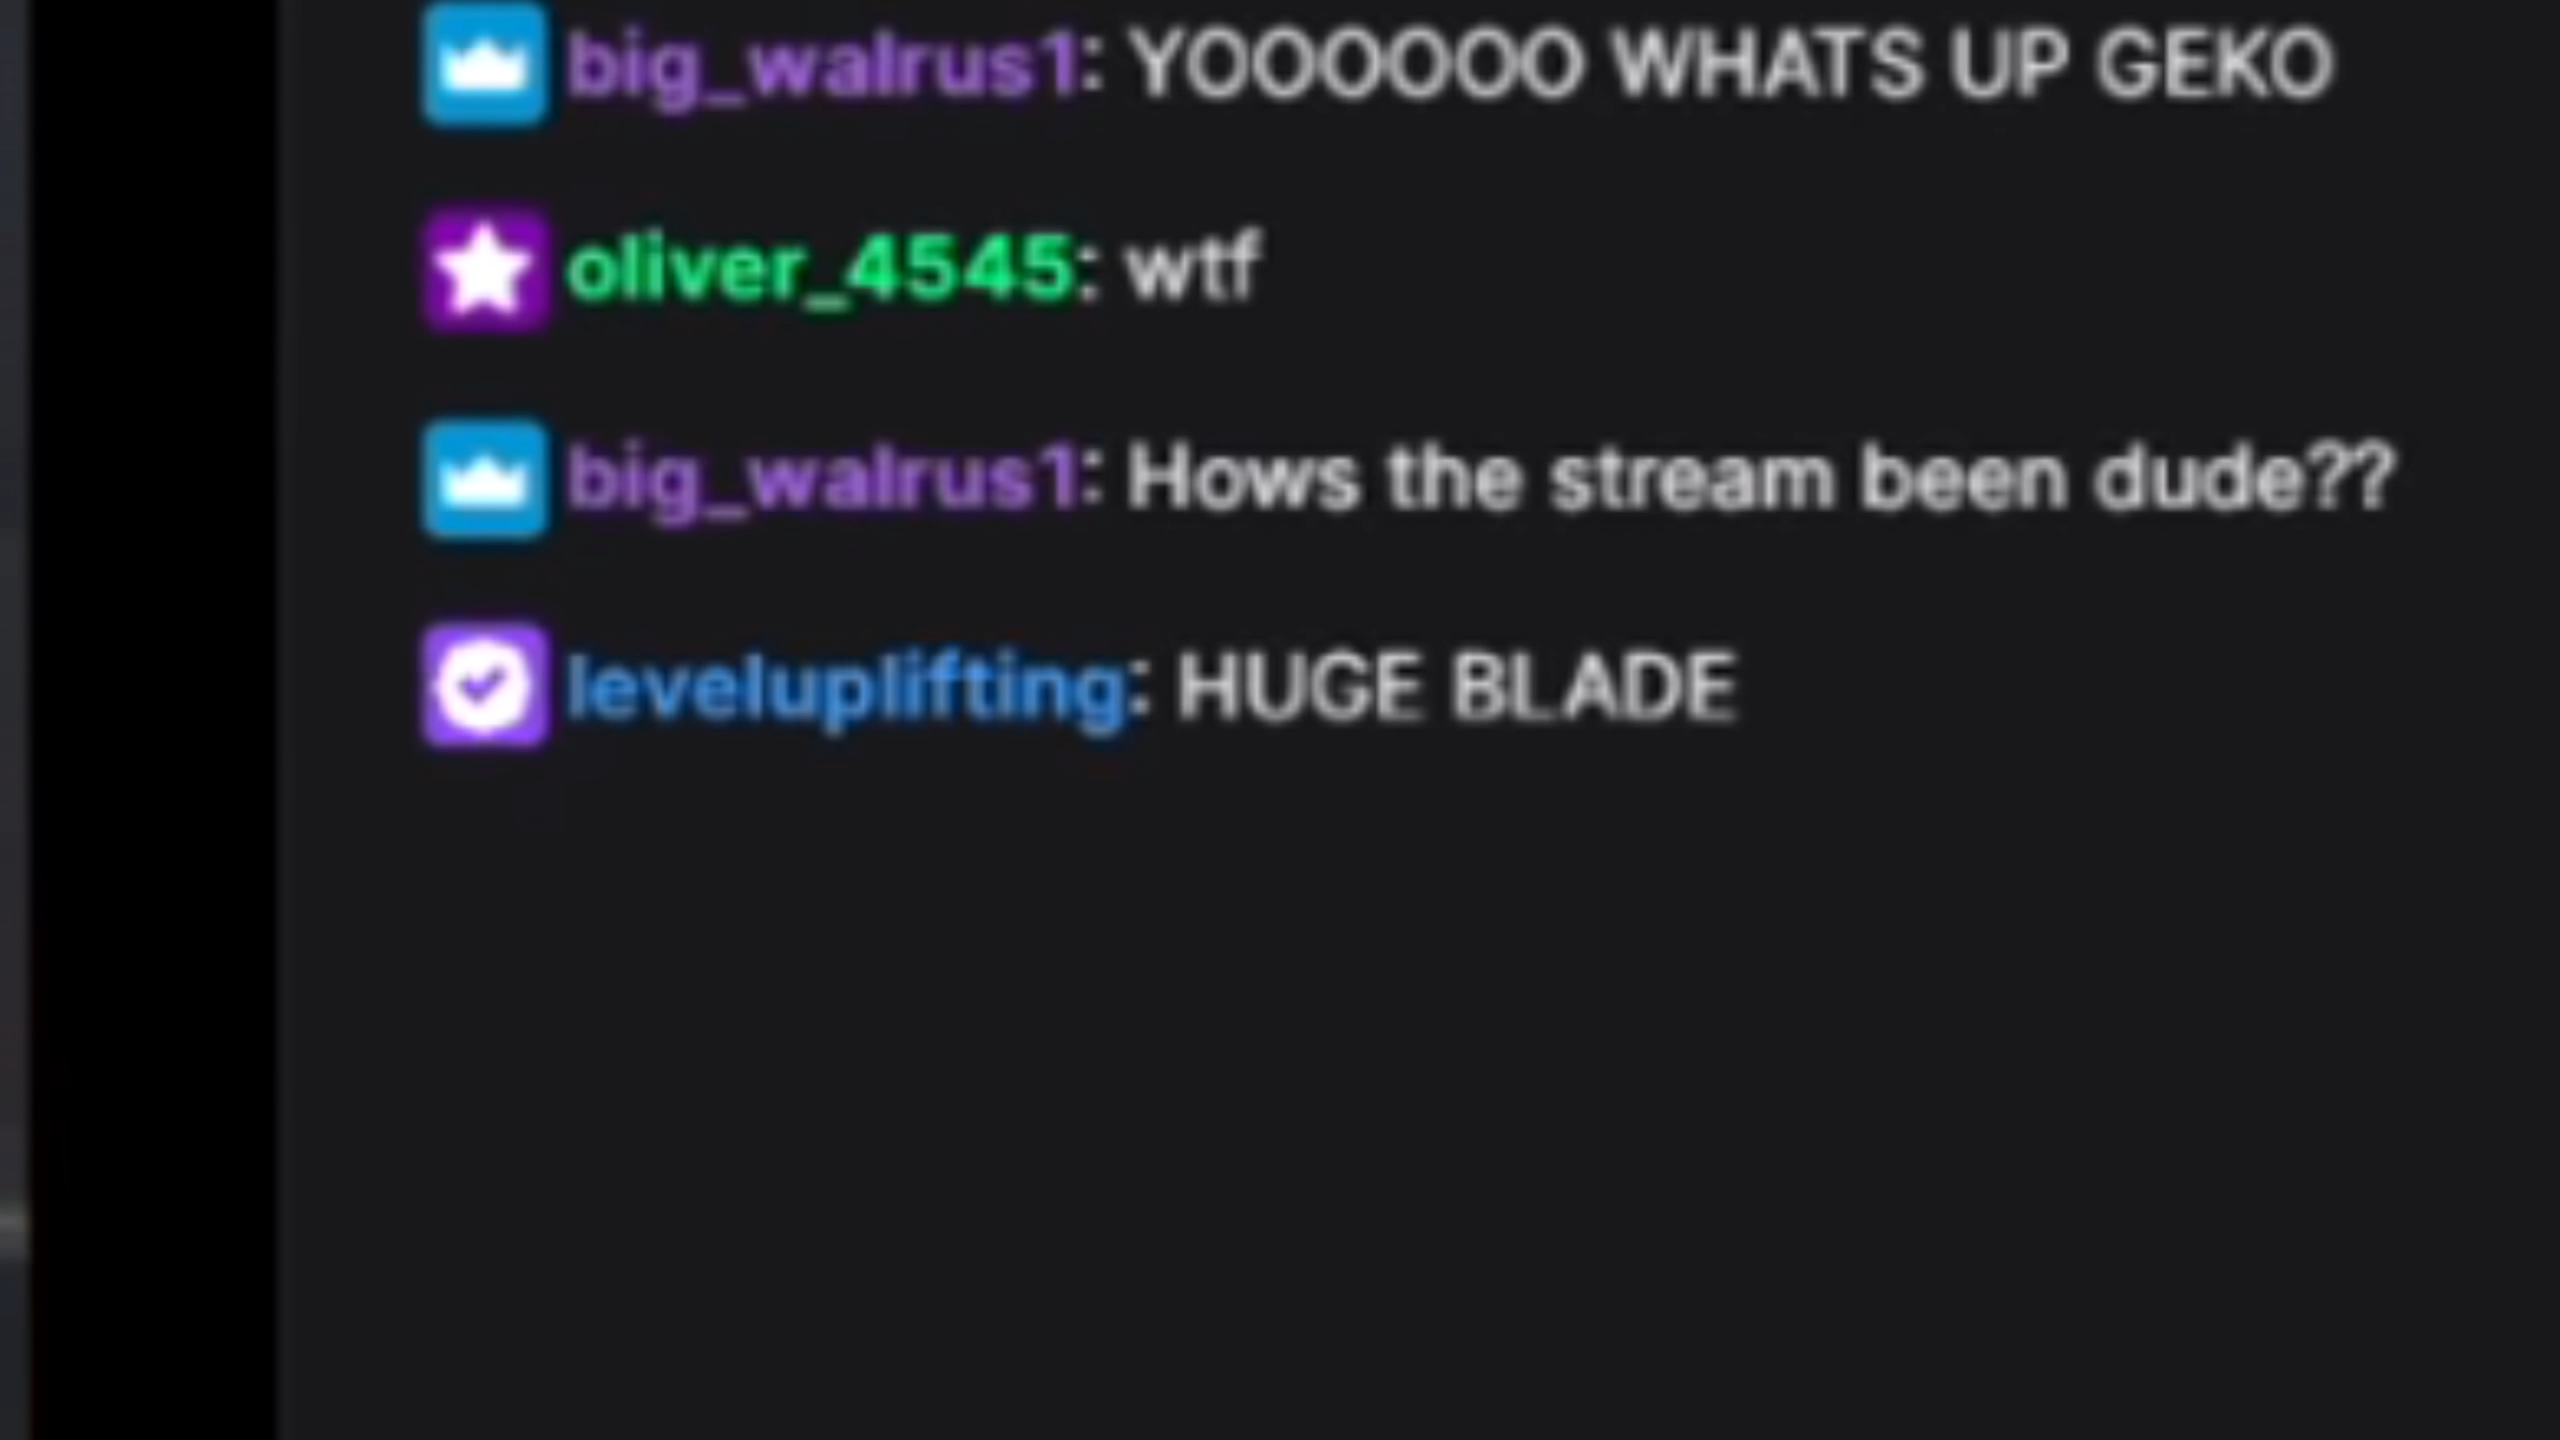 big_walrus1: YOOOOOO WHATS UP GEKO
oliver_4545: wtf
big_walrus1: Hows the stream been dude??
leveluplifting: HUGE BLADE